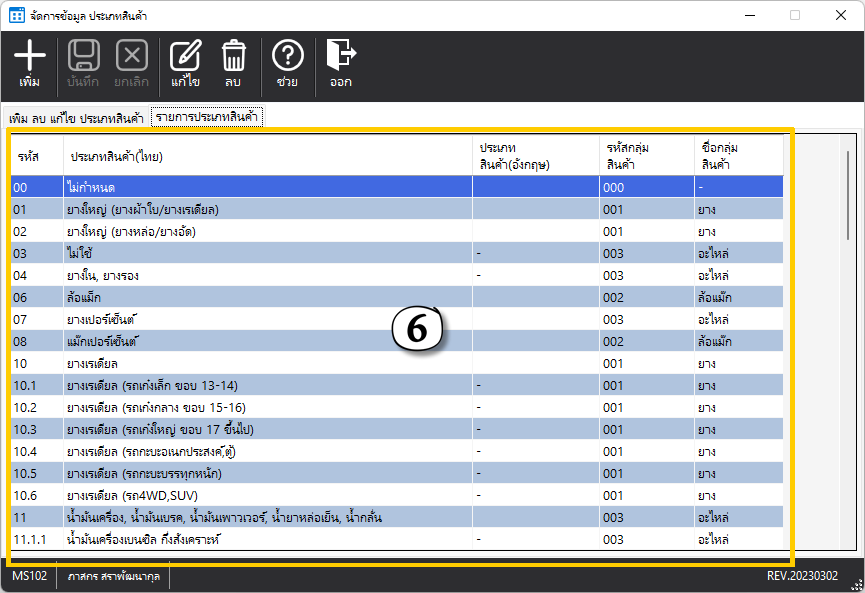 จัดการข้อมูล ประเภทสินค้า
เพิ่ม บันทึก ยกเลิก แก้ไข ลบ ช่วย ออก
เพิ่ม ลบ แก้ไข ประเภทสินค้า รายการประเภทสินค้า
รหัส ประเภทสินค้า(ไทย) ประเภทสินค้า(อังกฤษ) รหัสกลุ่มสินค้า ชื่อกลุ่มสินค้า
00 ไม่กำหนด 000 -
01 ยางใหญ่ (ยางผ้าใบ/ยางเรเดียล) 001 ยาง
02 ยางใหญ่ (ยางหล่อ/ยางอัด) 001 ยาง
03 ไม่ใช้ - 003 อะไหล่
04 ยางใน, ยางรอง - 003 อะไหล่
06 ล้อแม็ก 002 ล้อแม๊ก
07 ยางเปอร์เซ็นต์ 003 อะไหล่
08 แม๊กเปอร์เซ็นต์ 002 ล้อแม๊ก
10 ยางเรเดียล 001 ยาง
10.1 ยางเรเดียล (รถเก๋งเล็ก ขอบ 13-14) - 001 ยาง
10.2 ยางเรเดียล (รถเก๋งกลาง ขอบ 15-16) - 001 ยาง
10.3 ยางเรเดียล (รถเก๋งใหญ่ ขอบ 17 ขึ้นไป) - 001 ยาง
10.4 ยางเรเดียล (รถกะบะอเนกประสงค์,ตู้) - 001 ยาง
10.5 ยางเรเดียล (รถกะบะบรรทุกหนัก) - 001 ยาง
10.6 ยางเรเดียล (รถ4WD,SUV) - 001 ยาง
11 น้ำมันเครื่อง, น้ำมันเบรค, น้ำมันเพาวเวอร์, น้ำยาหล่อเย็น, น้ำกลั่น 003 อะไหล่
11.1.1 น้ำมันเครื่องเบนซิล กึ่งสังเคราะห์ - 003 อะไหล่
6
MS102 ภาสกร สราพัฒนากุล REV.20230302